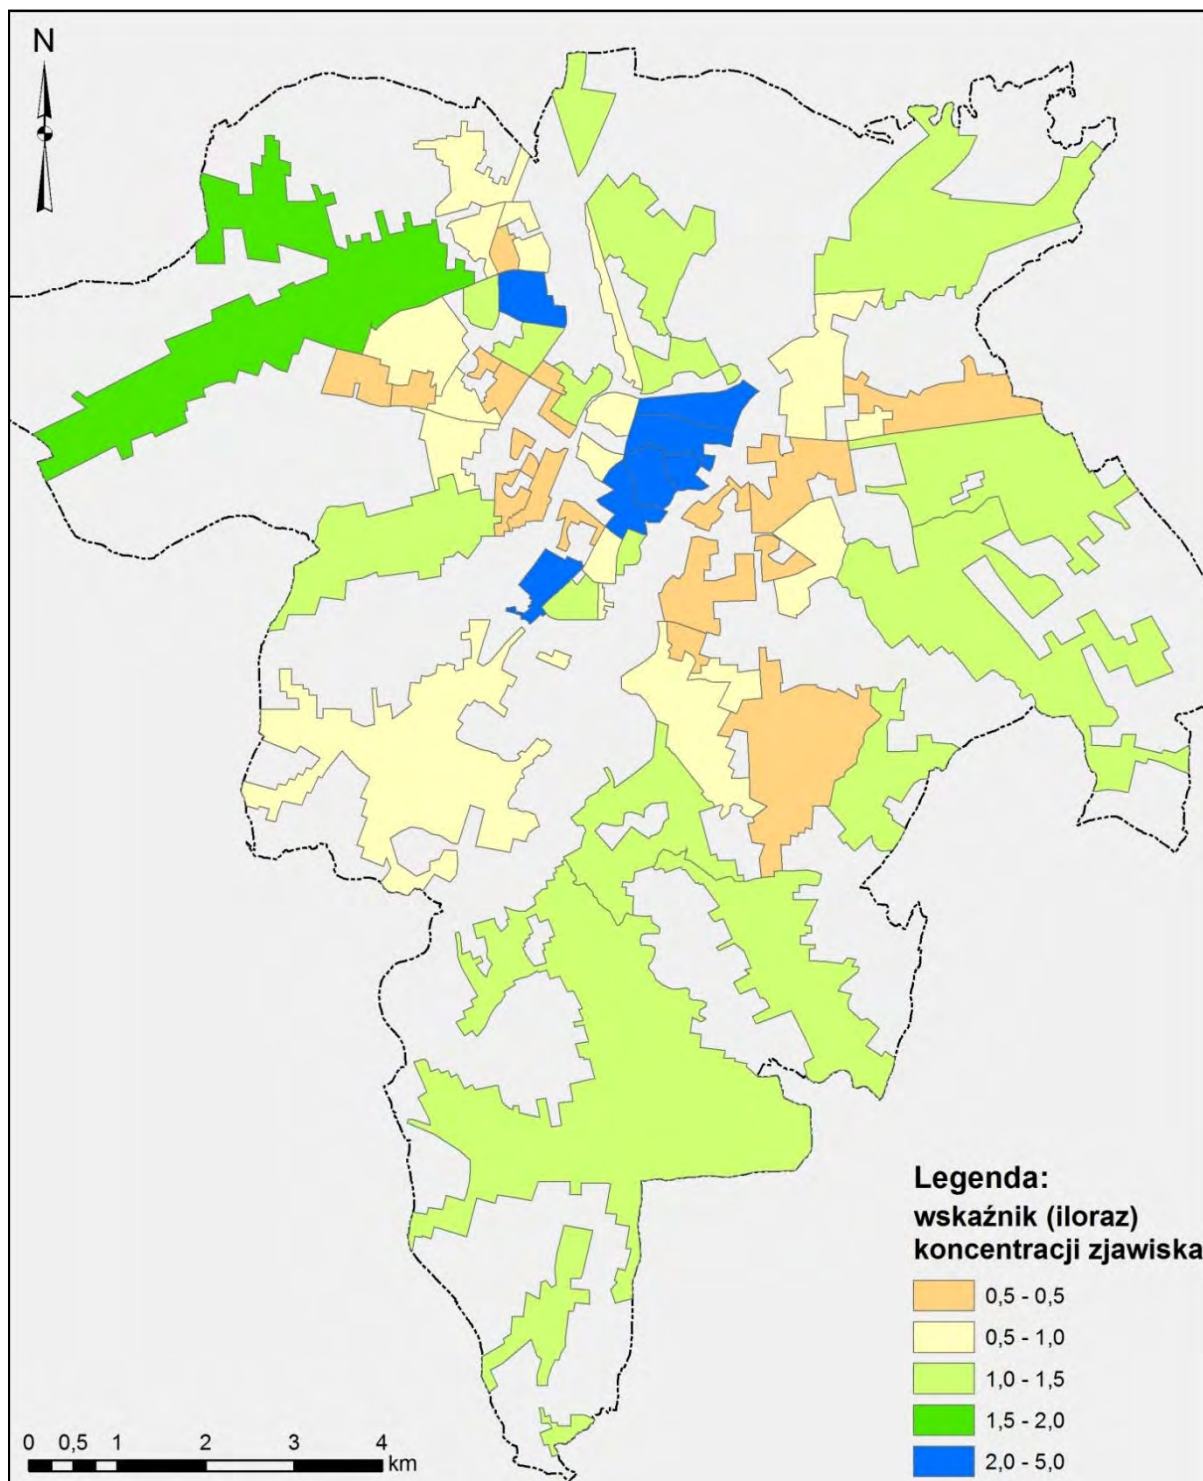 N
Legenda:
wskaźnik (iloraz)
koncentracji zjawiska
0,5 - 0,5
0,5 - 1,0
1,0 - 1,5
1,5 - 2,0
2,0 - 5,0
0 0,5 1 2 3 4
km